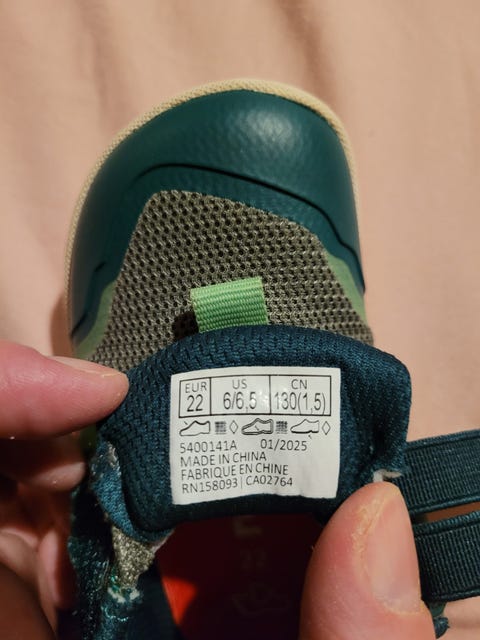 EUR US CN
22 6/6,5 130(1,5)
5400141A 01/2025
MADE IN CHINA
FABRIQUE EN CHINE
RN158093 | CA02764